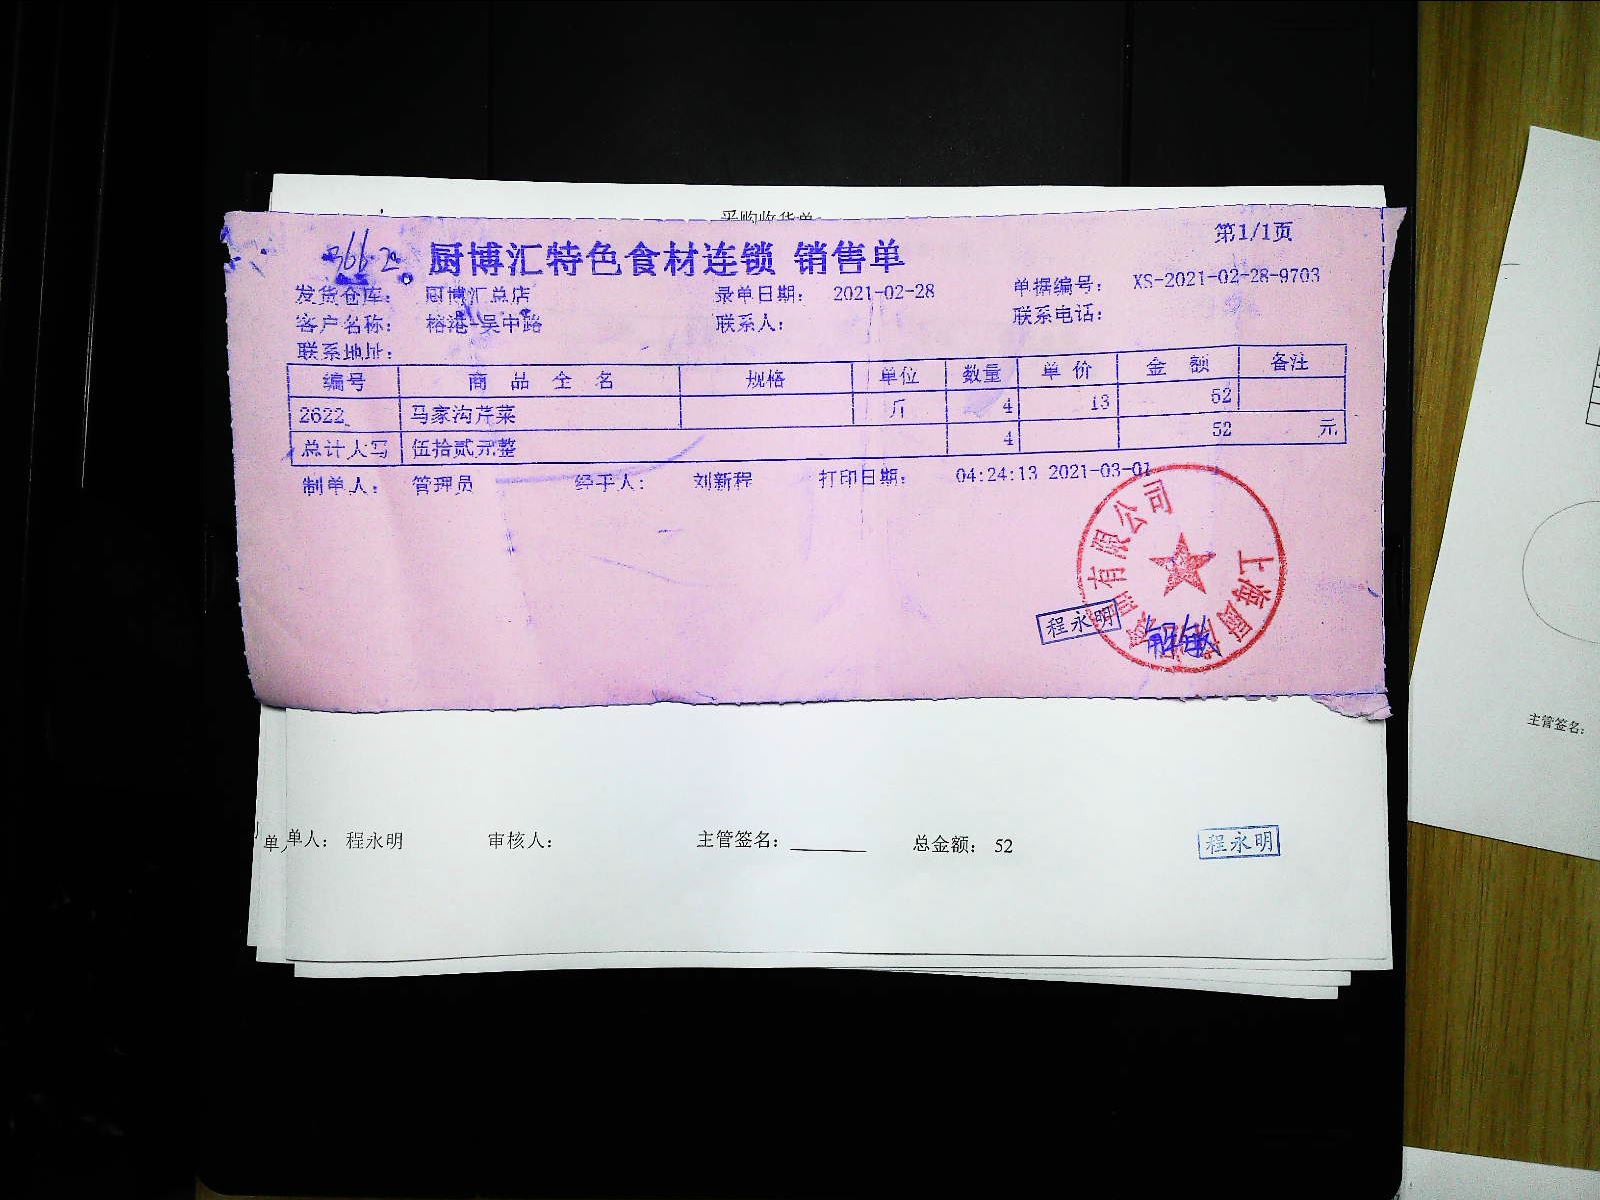 采购收货单
第1/1页
3662
厨博汇特色食材连锁 销售单
发货仓库: 厨博汇总店 录单日期: 2021-02-28 单据编号: XS-2021-02-28-9703
客户名称: 榕港-吴中路 联系人: 联系电话:
联系地址:
编号 商品全名 规格 单位 数量 单价 金额 备注
2622 马家沟芹菜 斤 4 13 52
总计大写 伍拾贰元整 4 52 元
制单人: 管理员 经手人: 刘新程 打印日期: 04:24:13 2021-03-01
上海厨 有限公司
程永明
主管签名:
单 单人: 程永明 审核人: 主管签名: 总金额: 52 程永明